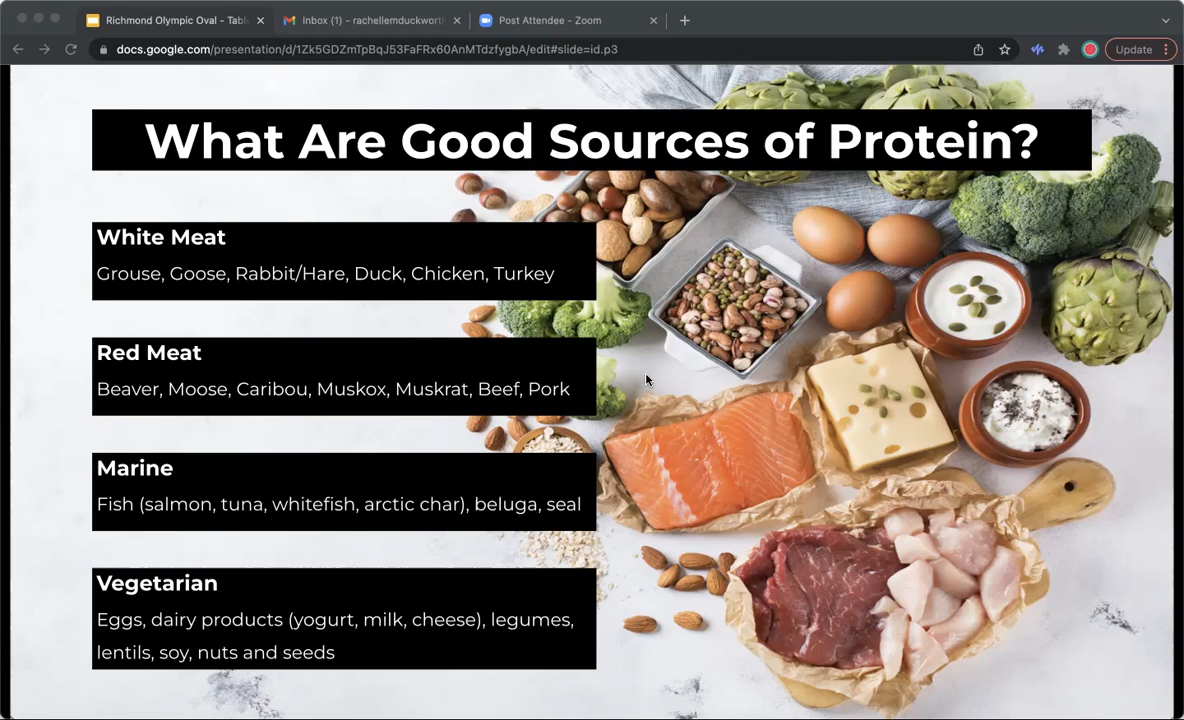 Richmond Olympic Oval - Tabl
Inbox (1) - rachellemduckwort
Post Attendee - Zoom
docs.google.com/presentation/d/1Zk5GDZmTpBqJ53FaFRx60AnMTdzfygbA/edit#slide=id.p3
Update
What Are Good Sources of Protein?
White Meat
Grouse, Goose, Rabbit/Hare, Duck, Chicken, Turkey
Red Meat
Beaver, Moose, Caribou, Muskox, Muskrat, Beef, Pork
Marine
Fish (salmon, tuna, whitefish, arctic char), beluga, seal
Vegetarian
Eggs, dairy products (yogurt, milk, cheese), legumes,
lentils, soy, nuts and seeds